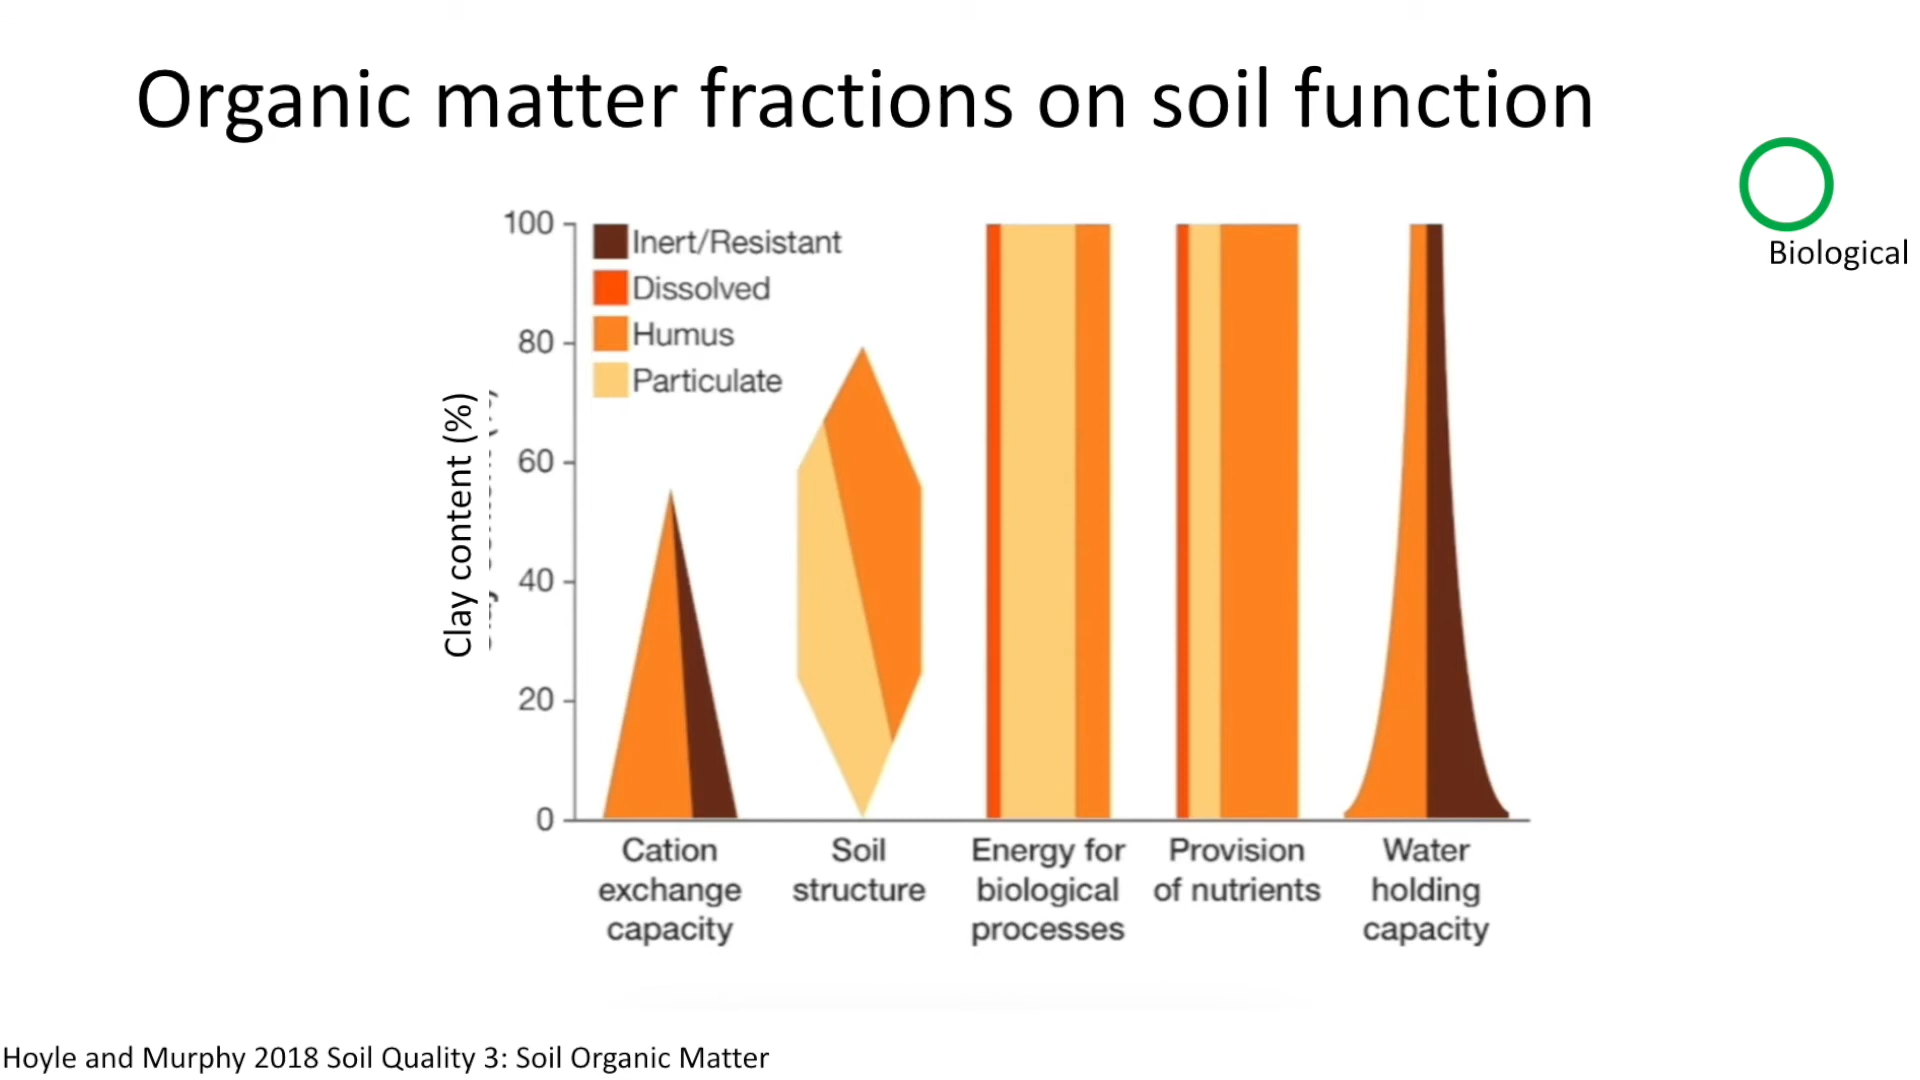 Organic matter fractions on soil function
Biological
100
80
60
40
20
0
Clay content (%)
Inert/Resistant
Dissolved
Humus
Particulate
Cation
exchange
capacity
Soil
structure
Energy for
biological
processes
Provision
of nutrients
Water
holding
capacity
Hoyle and Murphy 2018 Soil Quality 3: Soil Organic Matter